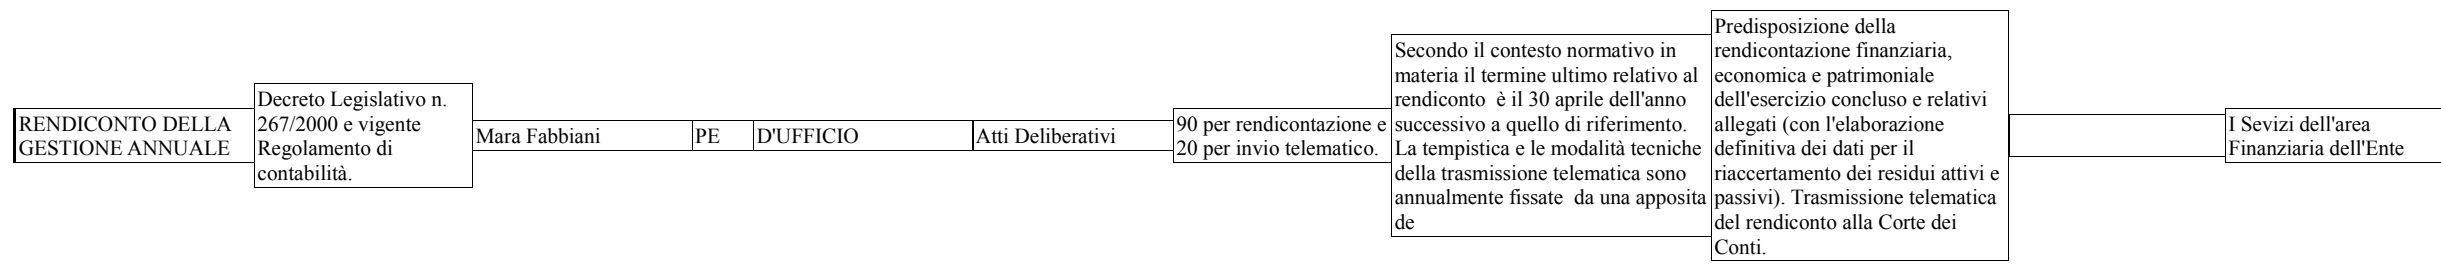 RENDICONTO DELLA
GESTIONE ANNUALE
Decreto Legislativo n.
267/2000 e vigente
Regolamento di
contabilità.
Mara Fabbiani
PE
D'UFFICIO
Atti Deliberativi
90 per rendicontazione e
20 per invio telematico.
Secondo il contesto normativo in
materia il termine ultimo relativo al
rendiconto  è il 30 aprile dell'anno
successivo a quello di riferimento.
La tempistica e le modalità tecniche
della trasmissione telematica sono
annualmente fissate  da una apposita
de
Predisposizione della
rendicontazione finanziaria,
economica e patrimoniale
dell'esercizio concluso e relativi
allegati (con l'elaborazione
definitiva dei dati per il
riaccertamento dei residui attivi e
passivi). Trasmissione telematica
del rendiconto alla Corte dei
Conti.
I Sevizi dell'area
Finanziaria dell'Ente